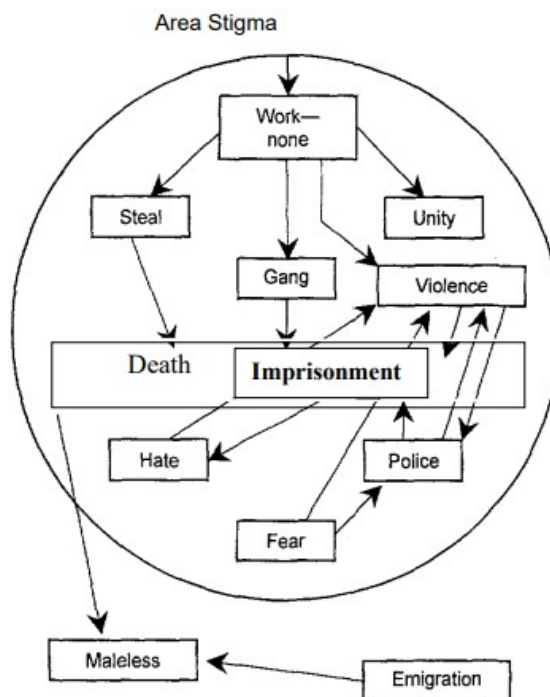 Area Stigma
Work—
none
Steal
Unity
Gang
Violence
Death
Imprisonment
Hate
Police
Fear
Maleless
Emigration